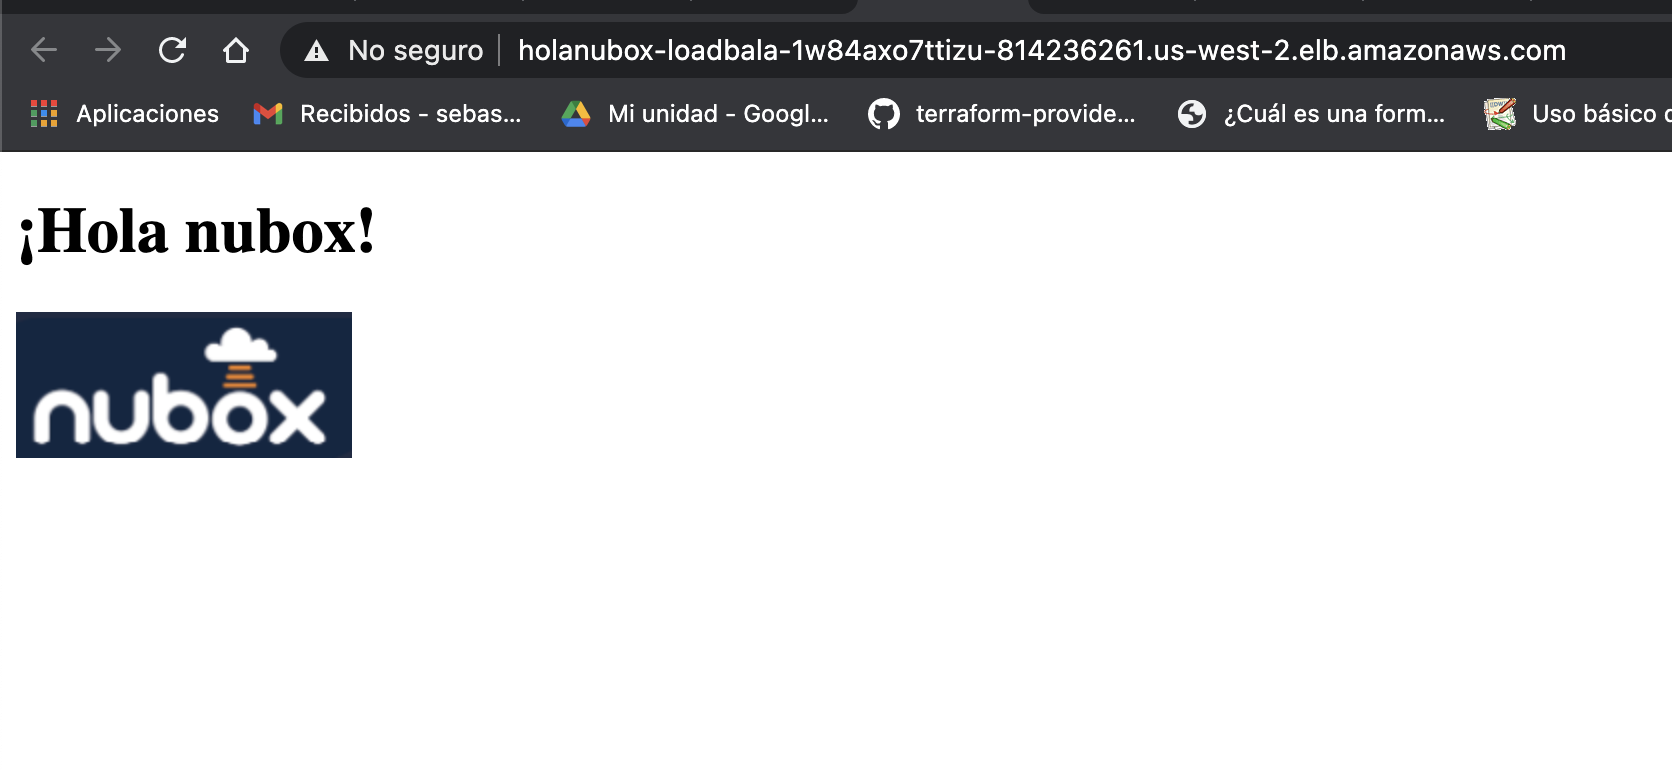 No seguro holanubox-loadbala-1w84axo7ttizu-814236261.us-west-2.elb.amazonaws.com
Aplicaciones Recibidos - sebas... Mi unidad - Googl... terraform-provide... ¿Cuál es una form... Uso básico
¡Hola nubox!
nubox